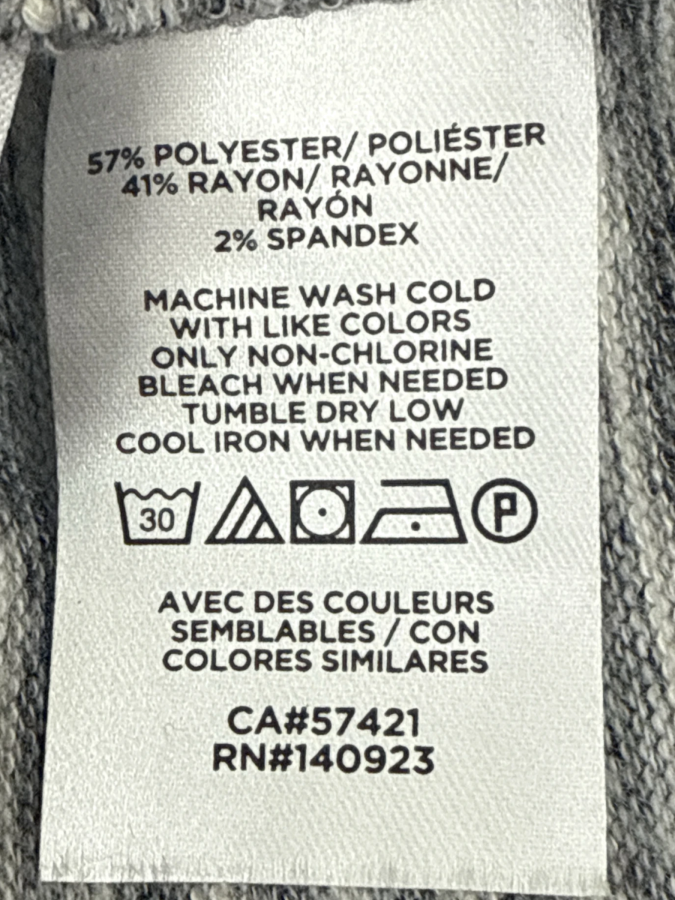 57% POLYESTER/ POLIÉSTER
41% RAYON/ RAYONNE/
RAYÓN
2% SPANDEX
MACHINE WASH COLD
WITH LIKE COLORS
ONLY NON-CHLORINE
BLEACH WHEN NEEDED
TUMBLE DRY LOW
COOL IRON WHEN NEEDED
30 P
AVEC DES COULEURS
SEMBLABLES / CON
COLORES SIMILARES
CA#57421
RN#140923